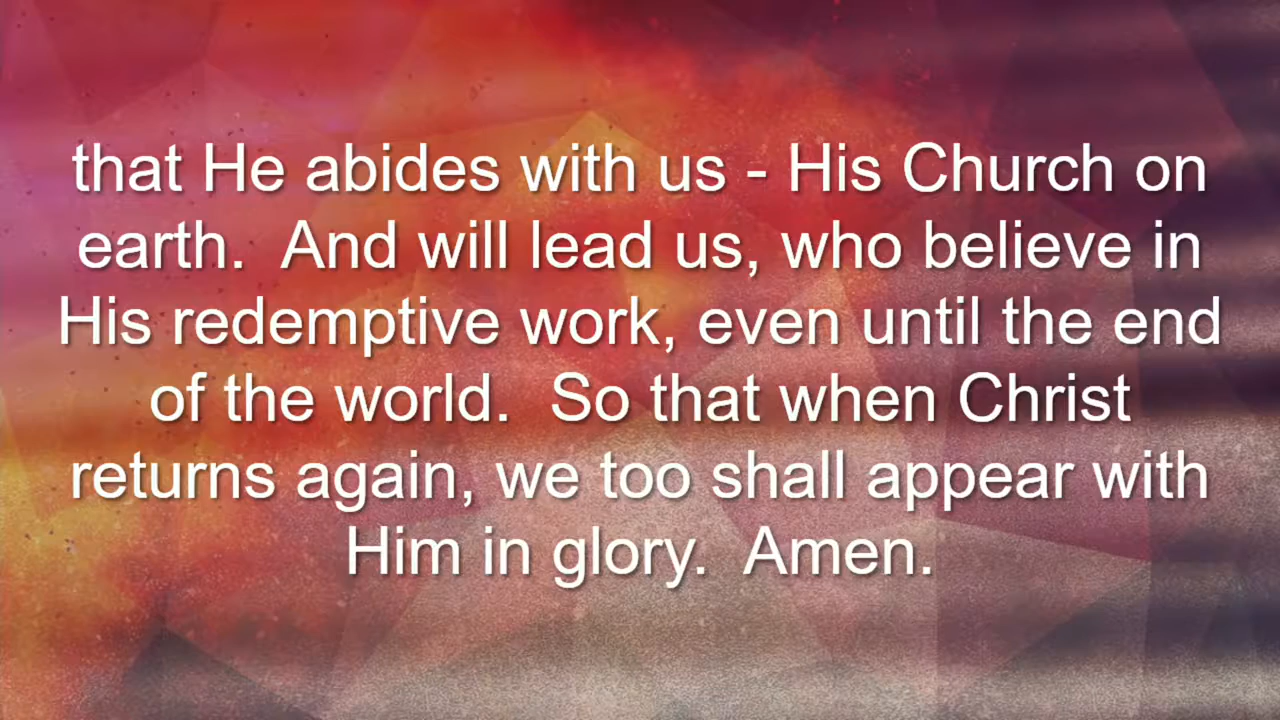 that He abides with us - His Church on
earth.  And will lead us, who believe in
His redemptive work, even until the end
of the world.  So that when Christ
returns again, we too shall appear with
Him in glory.  Amen.